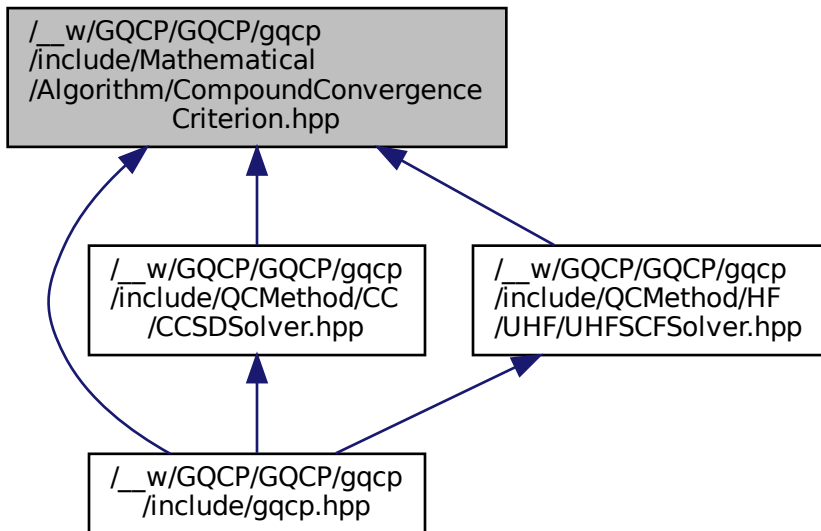 /__w/GQCP/GQCP/gqcp
/include/Mathematical
/Algorithm/CompoundConvergence
Criterion.hpp
/__w/GQCP/GQCP/gqcp
/include/QCMethod/CC
/CCSDSolver.hpp
/__w/GQCP/GQCP/gqcp
/include/QCMethod/HF
/UHF/UHFSCFSolver.hpp
/__w/GQCP/GQCP/gqcp
/include/gqcp.hpp